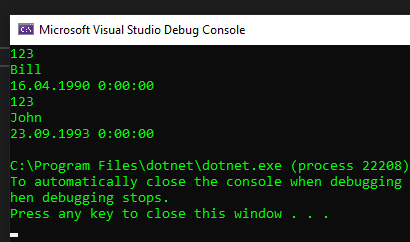 Microsoft Visual Studio Debug Console
123
Bill
16.04.1990 0:00:00
123
John
23.09.1993 0:00:00
C:\Program Files\dotnet\dotnet.exe (process 22208)
To automatically close the console when debugging
hen debugging stops.
Press any key to close this window . . .